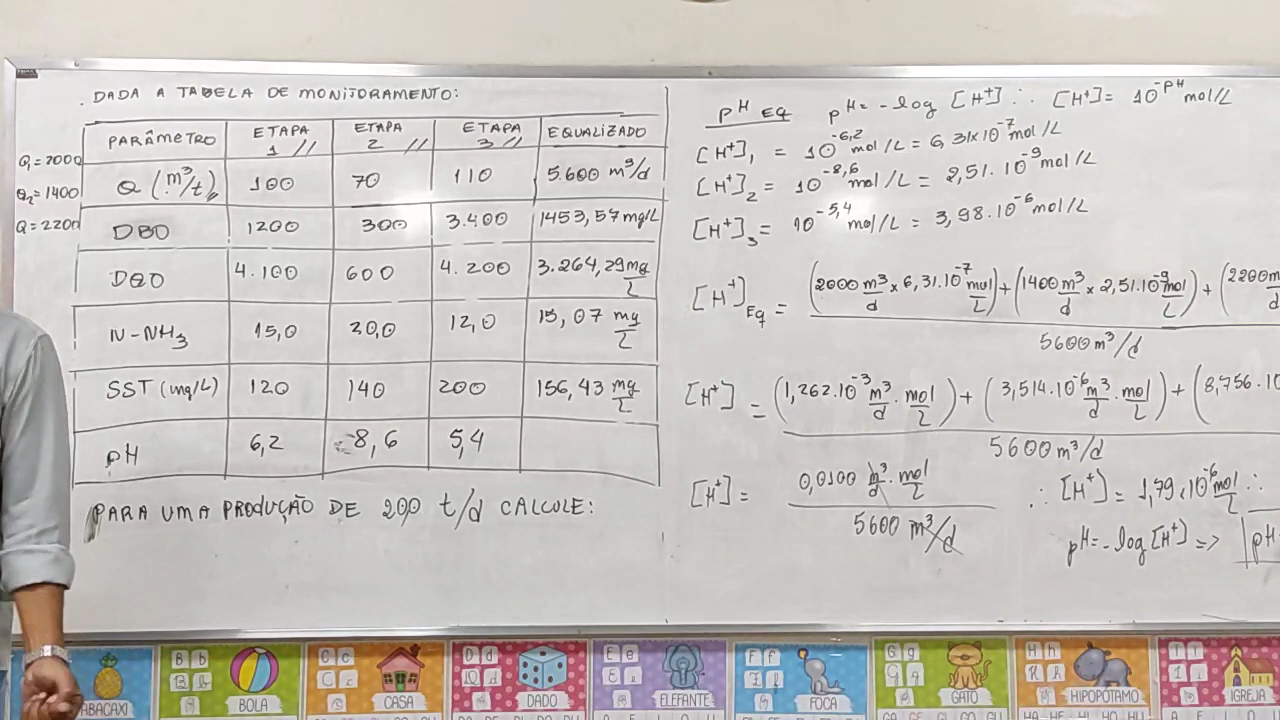 . DADA A TABELA DE MONITORAMENTO:
PARÂMETRO ETAPA 1 // ETAPA 2 // ETAPA 3 // EQUALIZADO
Q1=2000
Q (m³/t) 100 70 110 5.600 m³/d
Q2=1400
Q=2200
DBO 1200 300 3.400 1453,57 mg/L
DQO 4.100 600 4.200 3.264,29 mg/L
N-NH3 15,0 20,0 12,0 15,07 mg/L
SST (mg/L) 120 140 200 156,43 mg/L
pH 6,2 8,6 5,4
PARA UMA PRODUÇÃO DE 200 t/d CALCULE:
pH EQ pH = -log [H+] ∴ [H+] = 10^-pH mol/L
[H+]1 = 10^-6,2 mol/L = 6,31x10^-7 mol/L
[H+]2 = 10^-8,6 mol/L = 2,51.10^-9 mol/L
[H+]3 = 10^-5,4 mol/L = 3,98.10^-6 mol/L
[H+]Eq = (2000 m³/d x 6,31.10^-7 mol/L) + (1400 m³/d x 2,51.10^-9 mol/L) + (2200 m
5600 m³/d
[H+] = (1,262.10^-3 m³/d . mol/L) + (3,514.10^-6 m³/d . mol/L) + (8,756.10
5600 m³/d
[H+] = 0,0100 m³/d . mol/L ∴ [H+] = 1,79x10^-6 mol/L ∴
5600 m³/d
pH = -log [H+] => pH=
ABACAXI
B b
B b
BOLA
C c
C c
CASA
D d
D d
DADO
E e
E e
ELEFANTE
F f
F f
FOCA
G g
G g
GATO
H h
H h
HIPOPÓTAMO
I i
I i
IGREJA